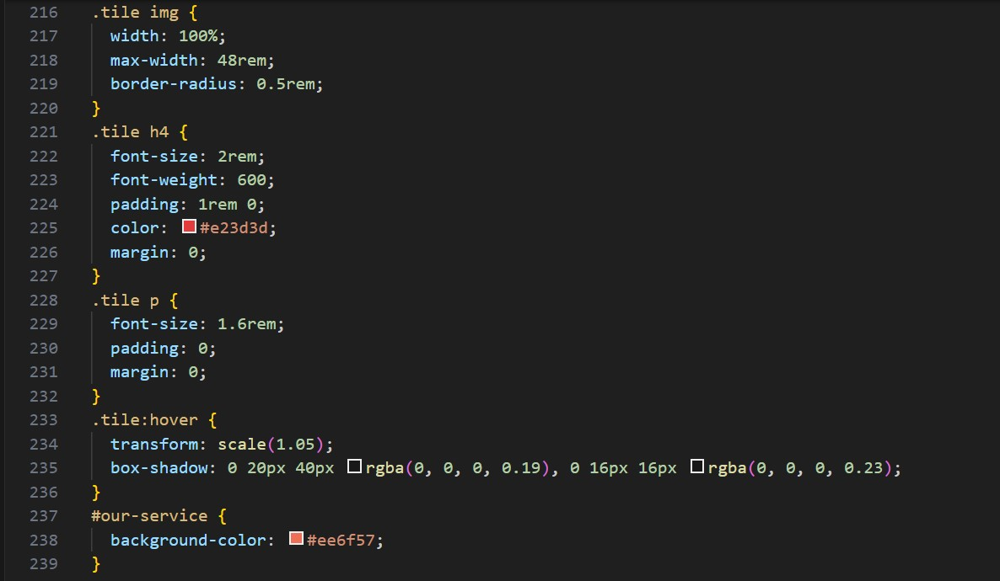 216 .tile img {
217 width: 100%;
218 max-width: 48rem;
219 border-radius: 0.5rem;
220 }
221 .tile h4 {
222 font-size: 2rem;
223 font-weight: 600;
224 padding: 1rem 0;
225 color: #e23d3d;
226 margin: 0;
227 }
228 .tile p {
229 font-size: 1.6rem;
230 padding: 0;
231 margin: 0;
232 }
233 .tile:hover {
234 transform: scale(1.05);
235 box-shadow: 0 20px 40px rgba(0, 0, 0, 0.19), 0 16px 16px rgba(0, 0, 0, 0.23);
236 }
237 #our-service {
238 background-color: #ee6f57;
239 }